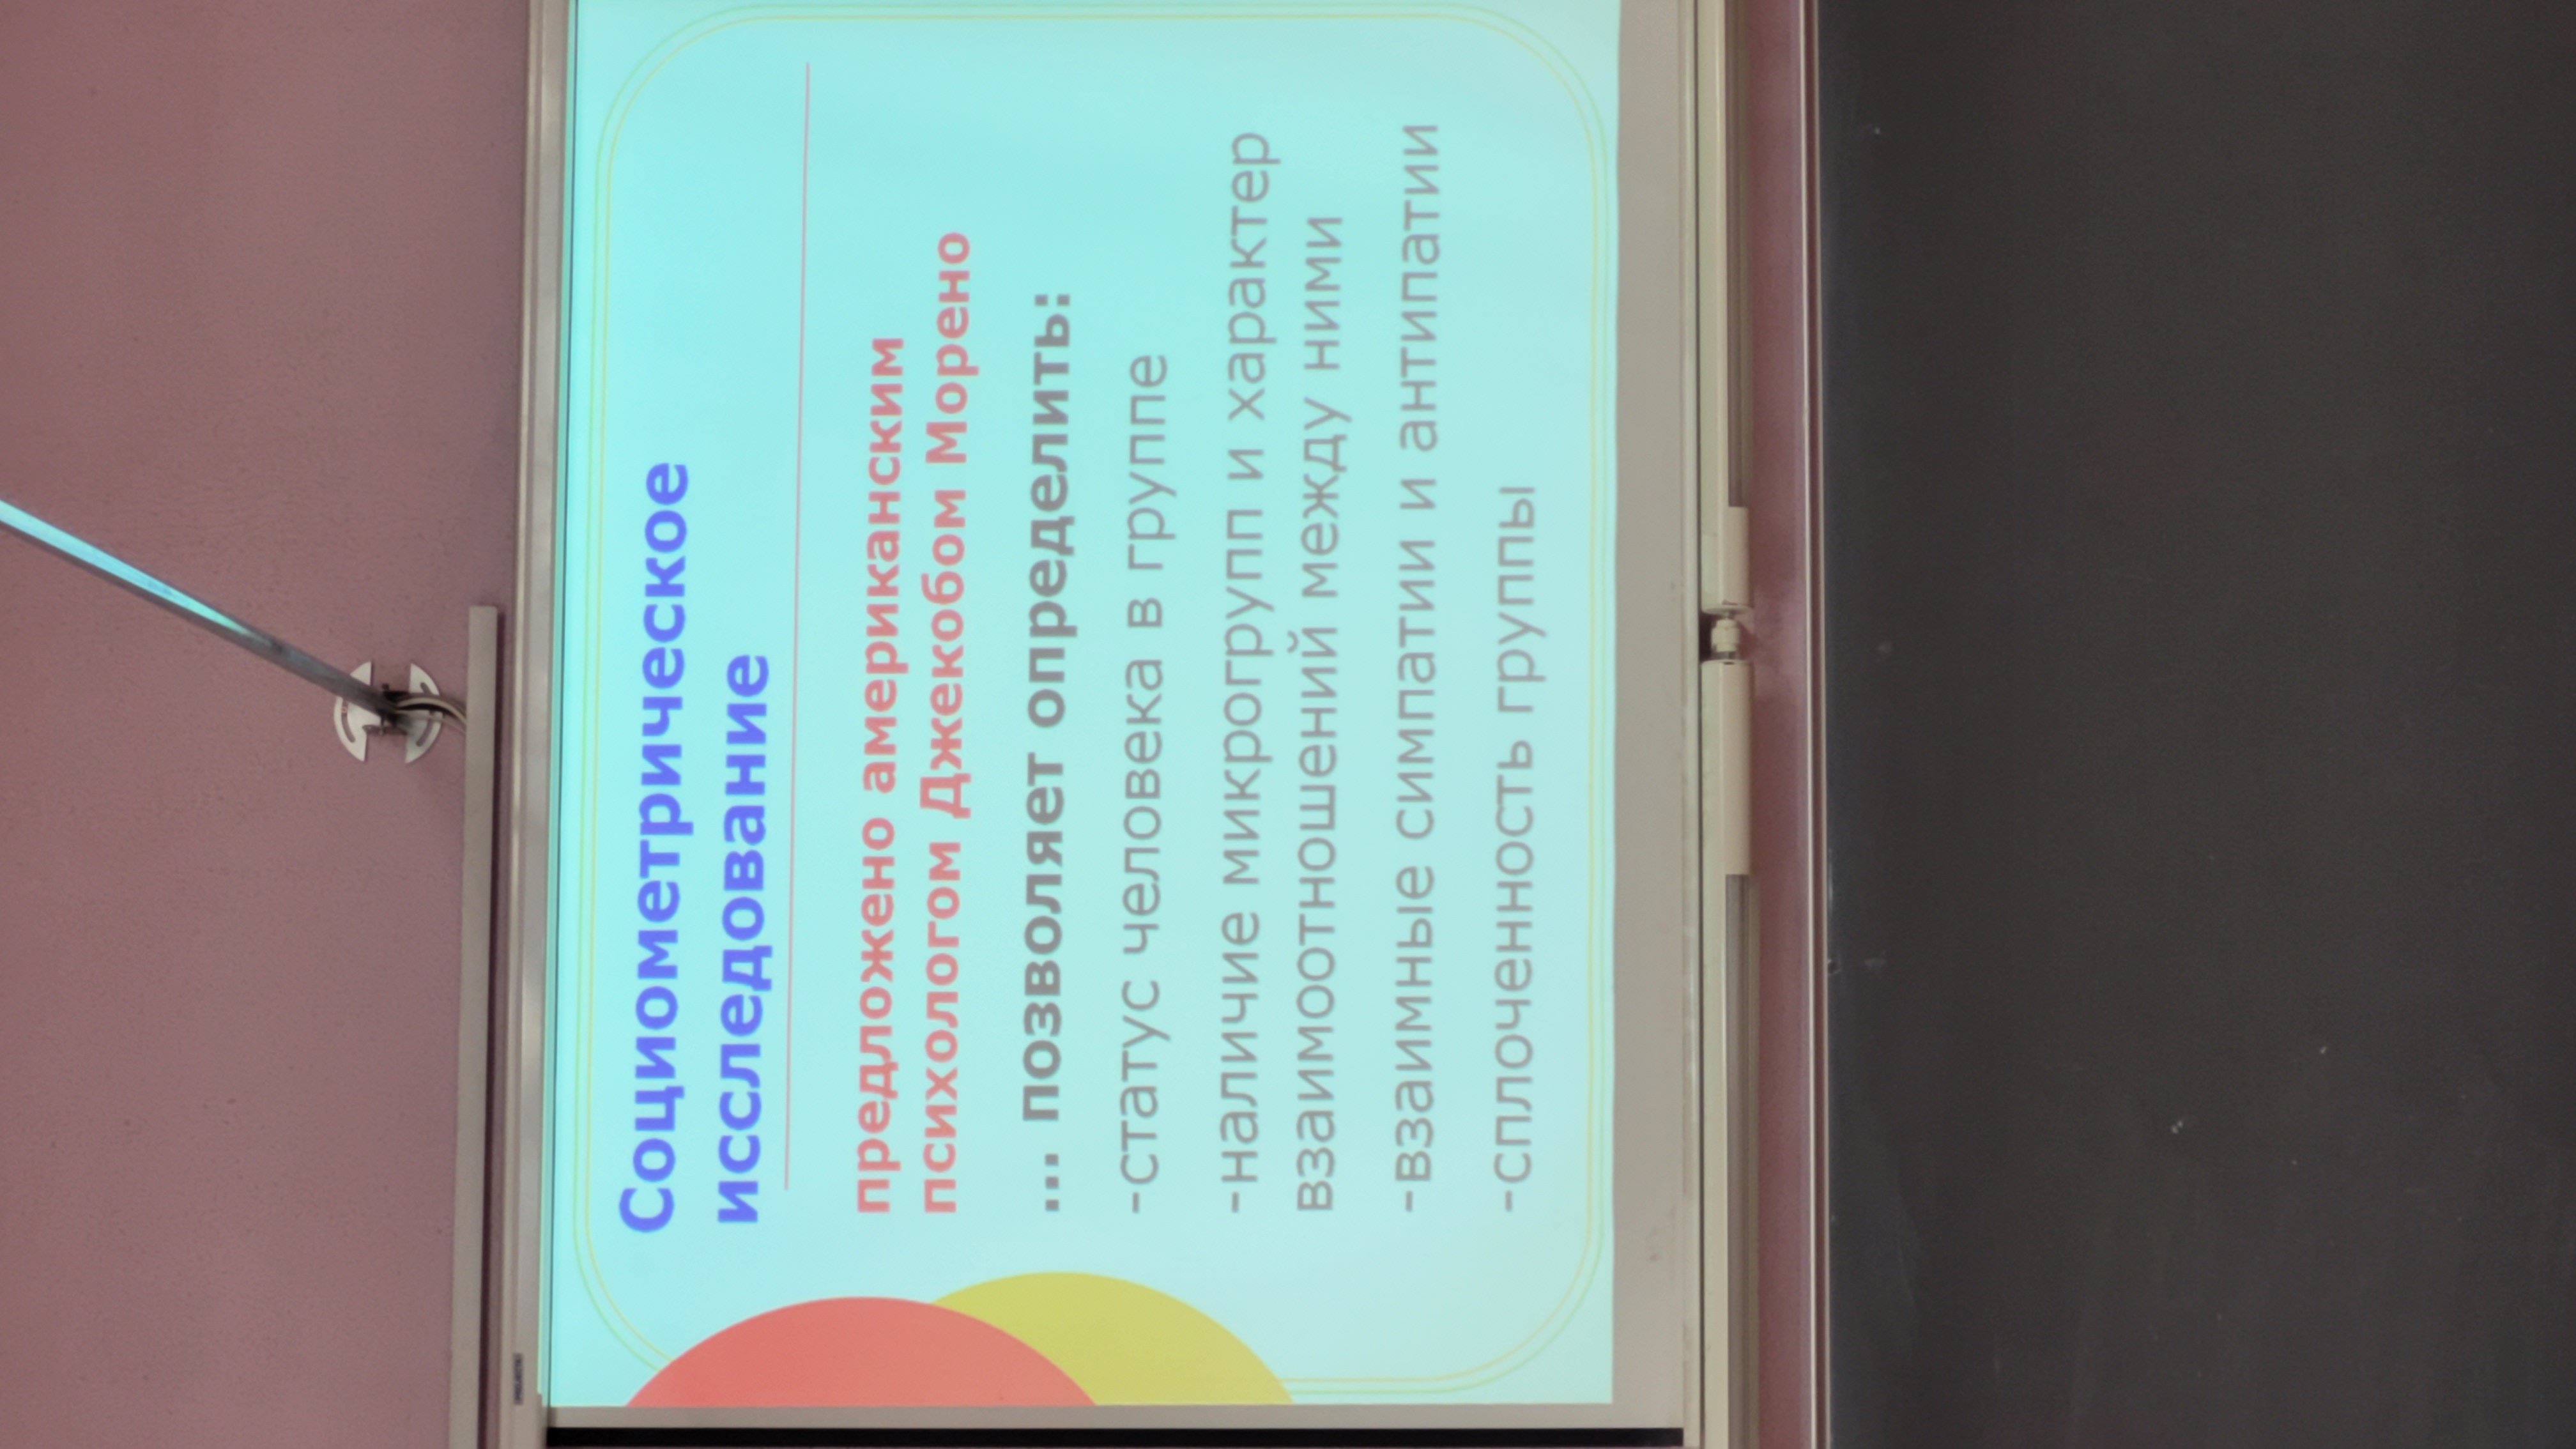 Социометрическое
исследование
предложено американским
психологом Джекобом Морено
... позволяет определить:
-статус человека в группе
-наличие микрогрупп и характер
взаимоотношений между ними
-взаимные симпатии и антипатии
-сплоченность группы